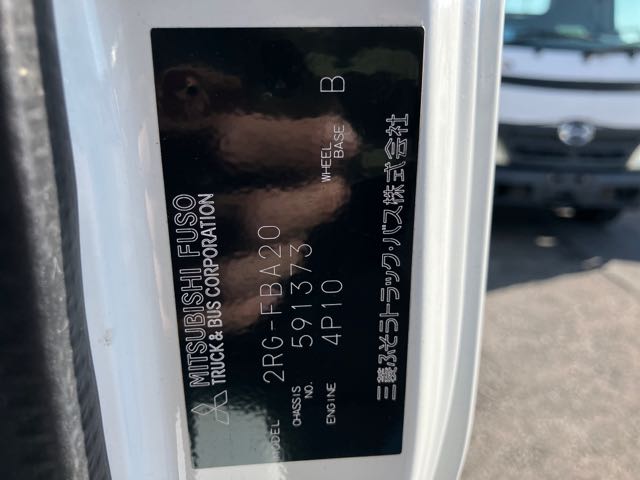 MITSUBISHI FUSO
TRUCK & BUS CORPORATION
MODEL 2RG-FBA20
CHASSIS NO. 591373
ENGINE 4P10 WHEEL BASE B
三菱ふそうトラック・バス株式会社